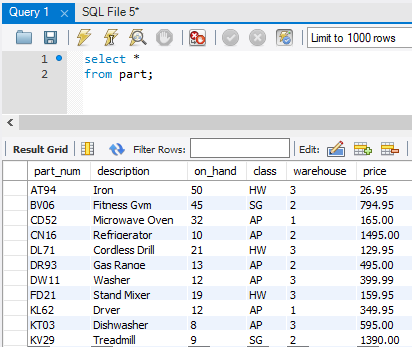 Query 1 SQL File 5*
Limit to 1000 rows
1 select *
2 from part;
Result Grid Filter Rows: Edit:
part_num description on_hand class warehouse price
AT94 Iron 50 HW 3 26.95
BV06 Fitness Gym 45 SG 2 794.95
CD52 Microwave Oven 32 AP 1 165.00
CN16 Refrigerator 10 AP 2 1495.00
DL71 Cordless Drill 21 HW 3 129.95
DR93 Gas Range 13 AP 2 495.00
DW11 Washer 12 AP 3 399.99
FD21 Stand Mixer 19 HW 3 159.95
KL62 Dryer 12 AP 1 349.95
KT03 Dishwasher 8 AP 3 595.00
KV29 Treadmill 9 SG 2 1390.00